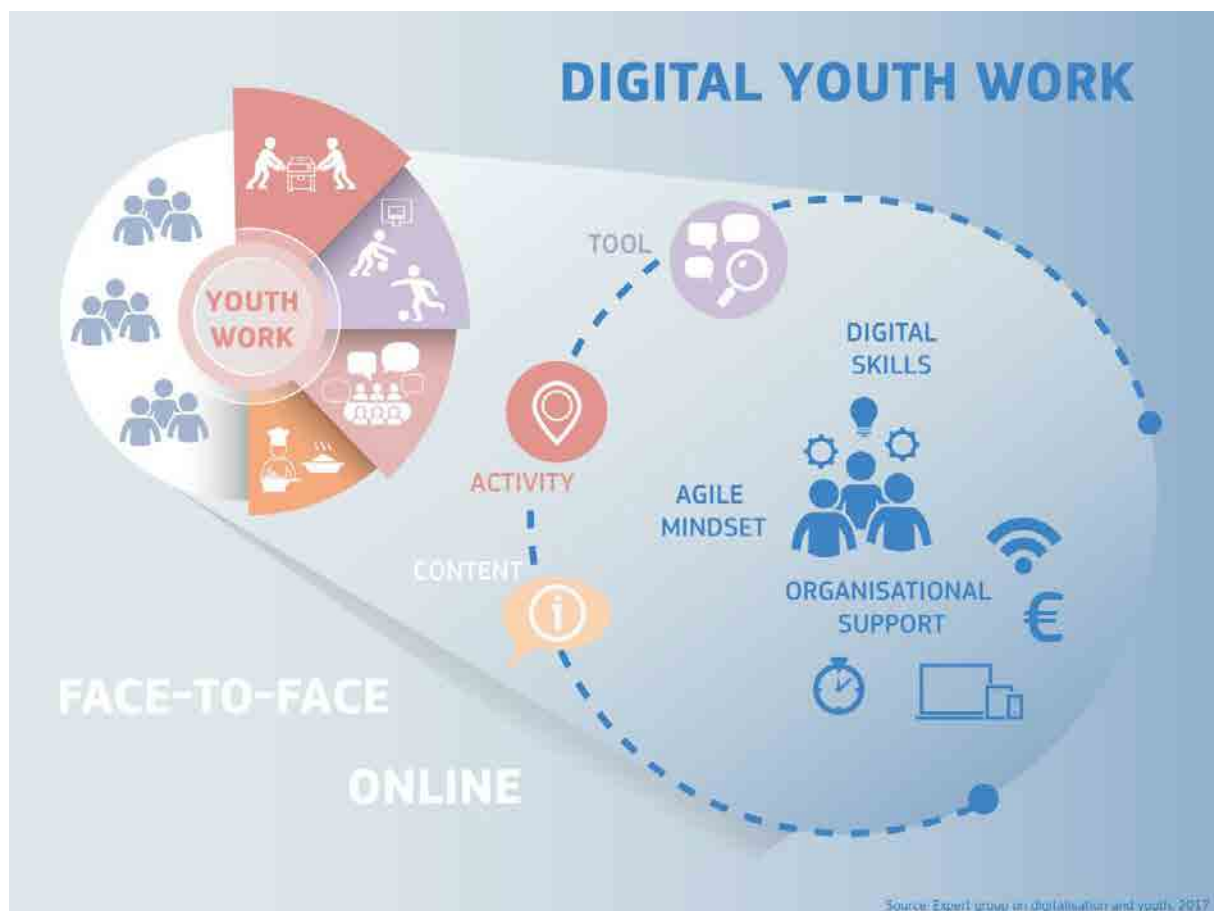 DIGITAL YOUTH WORK
TOOL
YOUTH
WORK
DIGITAL
SKILLS
ACTIVITY
AGILE
MINDSET
CONTENT
ORGANISATIONAL
SUPPORT
€
FACE-TO-FACE
ONLINE
Source: Expert group on digitalisation and youth, 2017